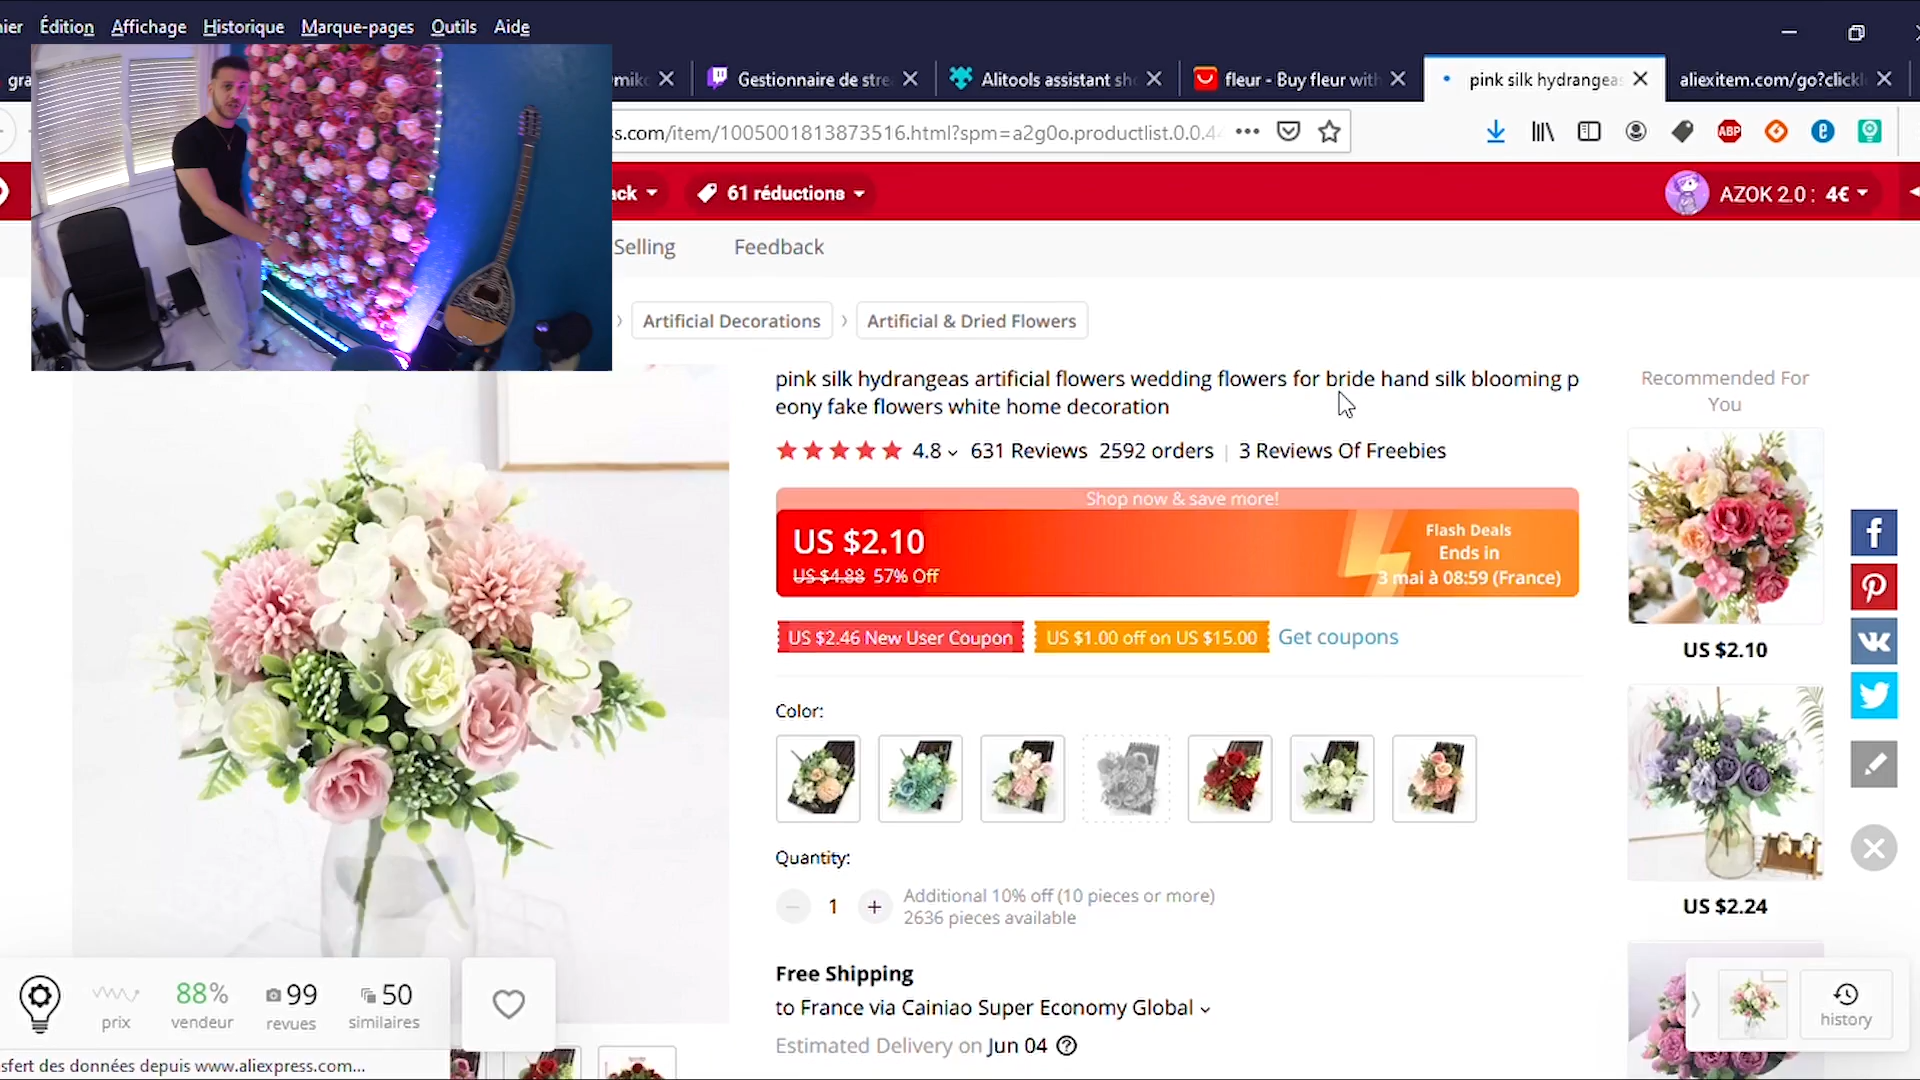 ier Édition Affichage Historique Marque-pages Outils Aide
gra
miko
Gestionnaire de stre
Alitools assistant sh
fleur - Buy fleur with
pink silk hydrangeas
aliexitem.com/go?clickl
s.com/item/1005001813873516.html?spm=a2g0o.productlist.0.0.44
ABP
ack
61 réductions
AZOK 2.0 : 4€
Selling
Feedback
Artificial Decorations
Artificial & Dried Flowers
pink silk hydrangeas artificial flowers wedding flowers for bride hand silk blooming p
eony fake flowers white home decoration
4.8 631 Reviews 2592 orders | 3 Reviews Of Freebies
Shop now & save more!
US $2.10
US $4.88 57% Off
Flash Deals
Ends in
3 mai à 08:59 (France)
US $2.46 New User Coupon
US $1.00 off on US $15.00
Get coupons
Color:
Quantity:
1
Additional 10% off (10 pieces or more)
2636 pieces available
Free Shipping
to France via Cainiao Super Economy Global
Estimated Delivery on Jun 04
Recommended For
You
US $2.10
US $2.24
prix
88%
vendeur
99
revues
50
similaires
history
sfert des données depuis www.aliexpress.com...